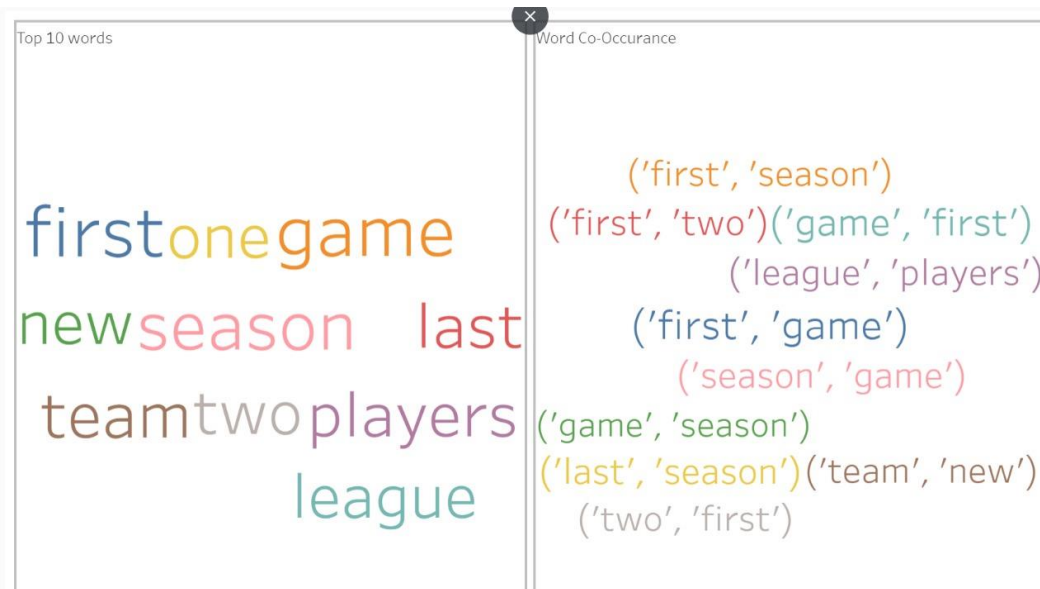 Top 10 words
first one game
new season last
team two players
league
Word Co-Occurance
('first', 'season')
('first', 'two') ('game', 'first')
('league', 'players')
('first', 'game')
('season', 'game')
('game', 'season')
('last', 'season') ('team', 'new')
('two', 'first')